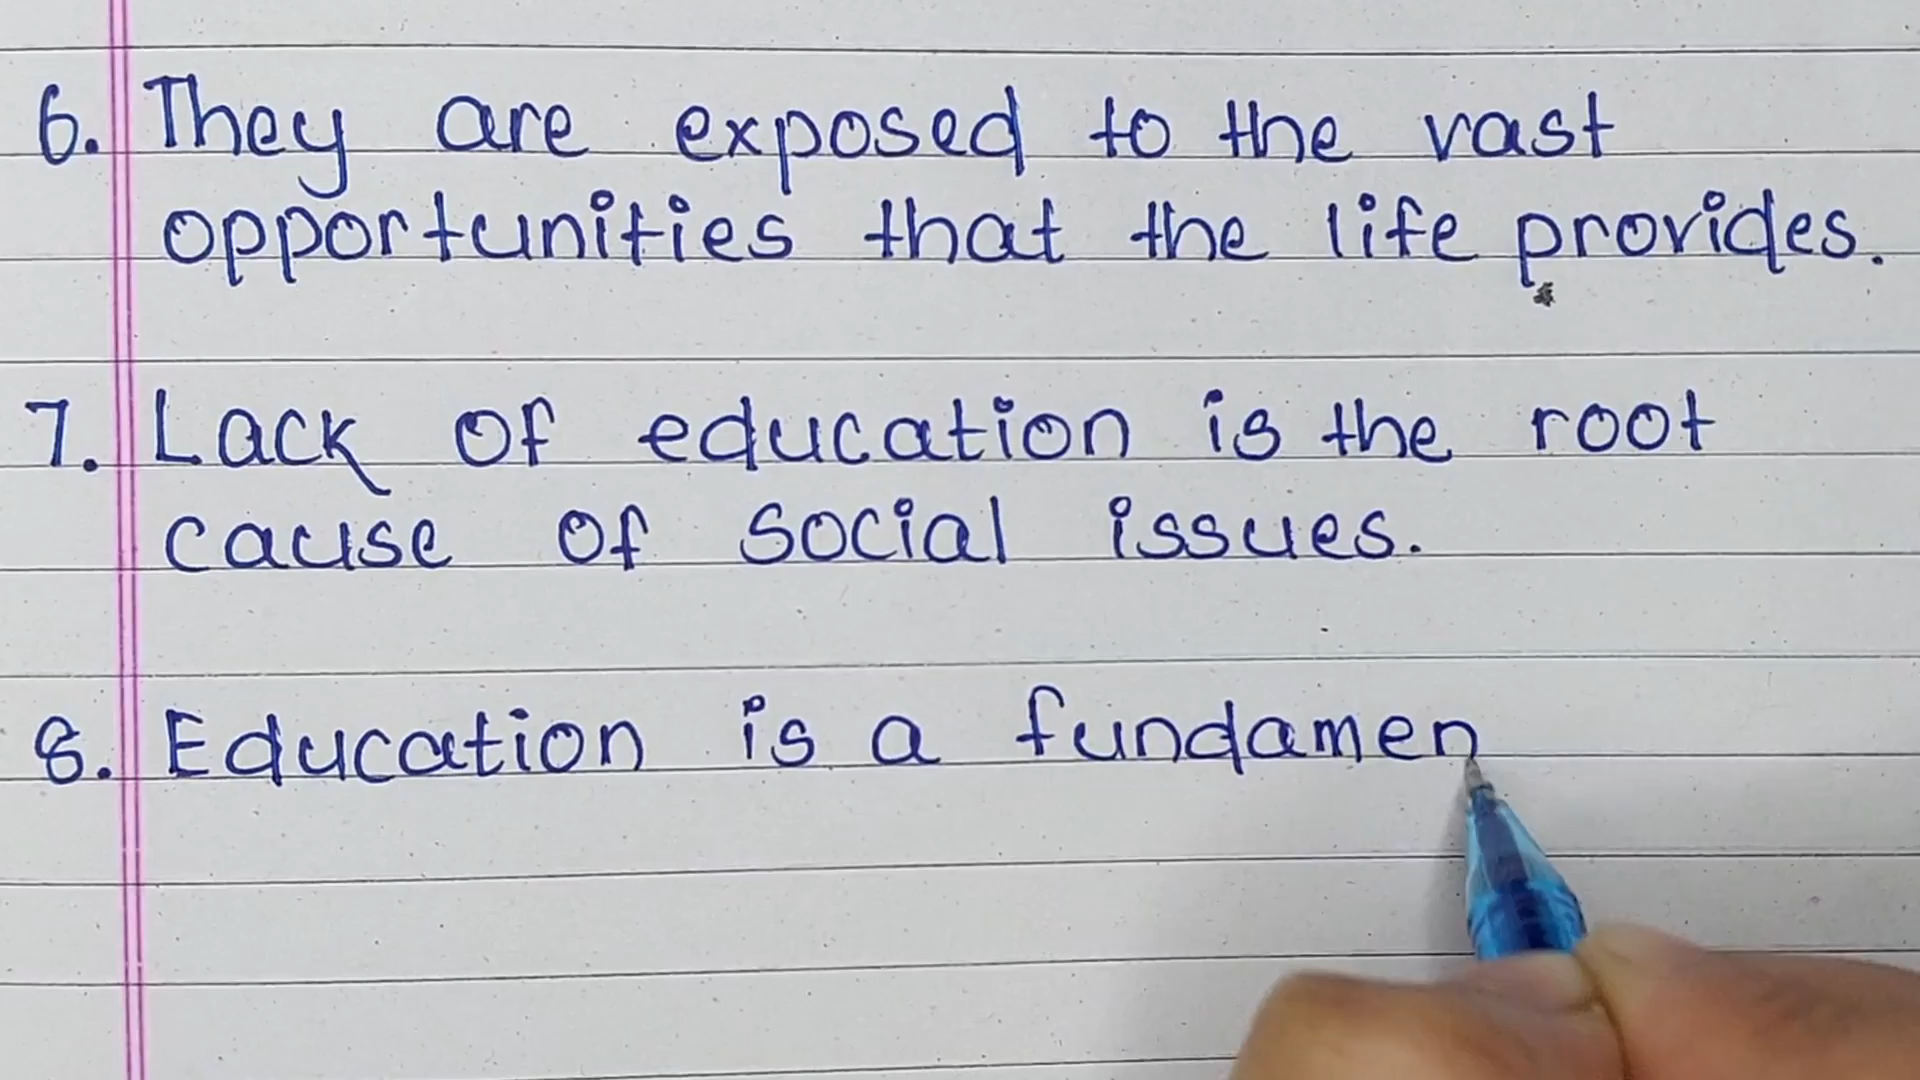 6. They are exposed to the vast
opportunities that the life provides.
7. Lack of education is the root
cause of social issues.
8. Education is a fundamen